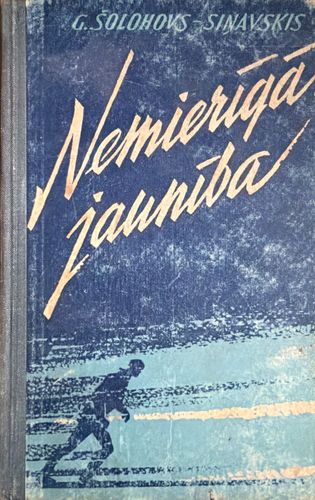 G. ŠOLOHOVS-SINAVSKIS
Nemierīgā
jaunība